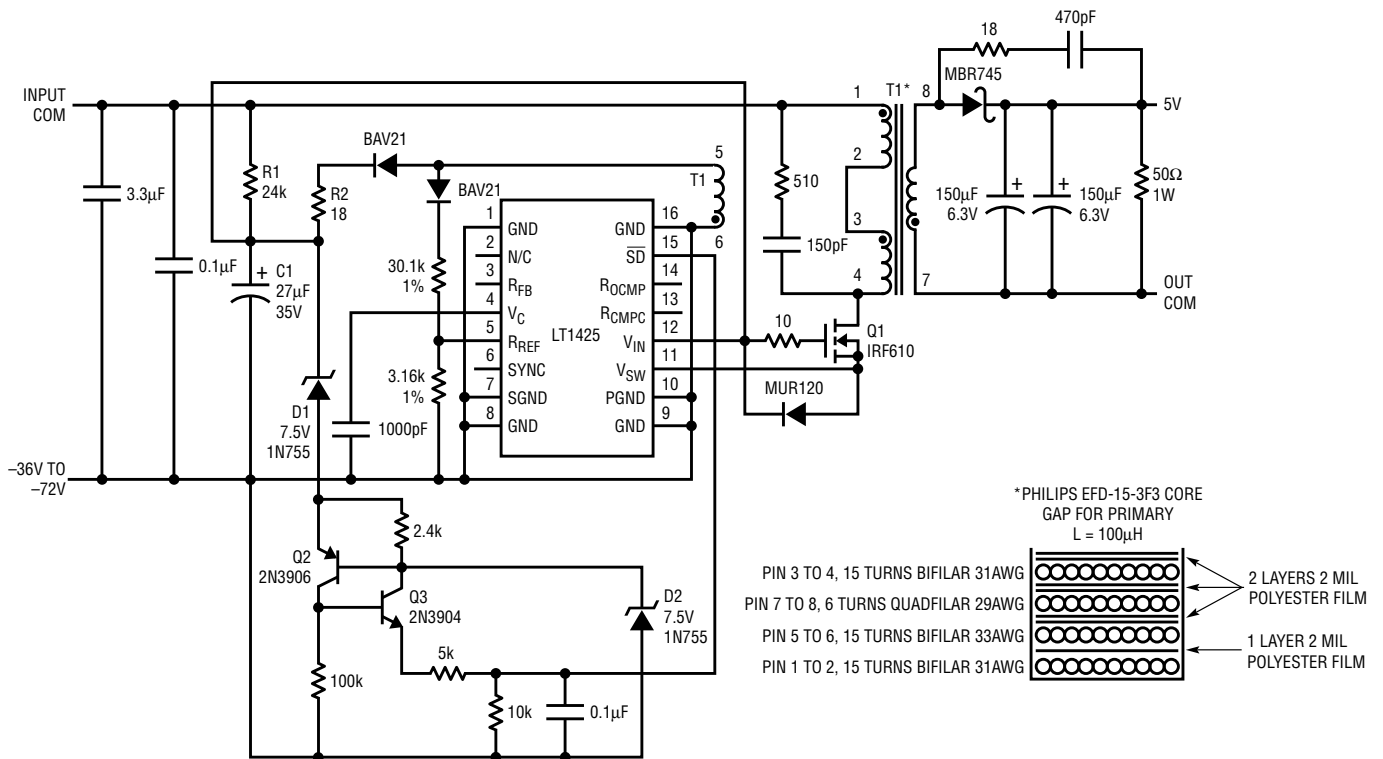 470pF
18
MBR745
INPUT
COM
1
T1*
8
5V
BAV21
5
2
R1
24k
R2
18
BAV21
T1
510
3.3µF
150µF
6.3V
+
+
150µF
6.3V
50Ω
1W
1
GND
16
GND
6
3
2
N/C
15
SD
0.1µF
+
C1
27µF
35V
30.1k
1%
3
RFB
14
ROCMP
150pF
4
7
OUT
COM
4
VC
13
RCMPC
5
RREF
LT1425
12
VIN
10
Q1
IRF610
6
SYNC
11
VSW
D1
7.5V
1N755
3.16k
1%
7
SGND
10
PGND
MUR120
1000pF
8
GND
9
GND
–36V TO
–72V
2.4k
Q2
2N3906
Q3
2N3904
D2
7.5V
1N755
5k
100k
10k
0.1µF
*PHILIPS EFD-15-3F3 CORE
GAP FOR PRIMARY
L = 100µH
PIN 3 TO 4, 15 TURNS BIFILAR 31AWG
PIN 7 TO 8, 6 TURNS QUADFILAR 29AWG
PIN 5 TO 6, 15 TURNS BIFILAR 33AWG
PIN 1 TO 2, 15 TURNS BIFILAR 31AWG
2 LAYERS 2 MIL
POLYESTER FILM
1 LAYER 2 MIL
POLYESTER FILM